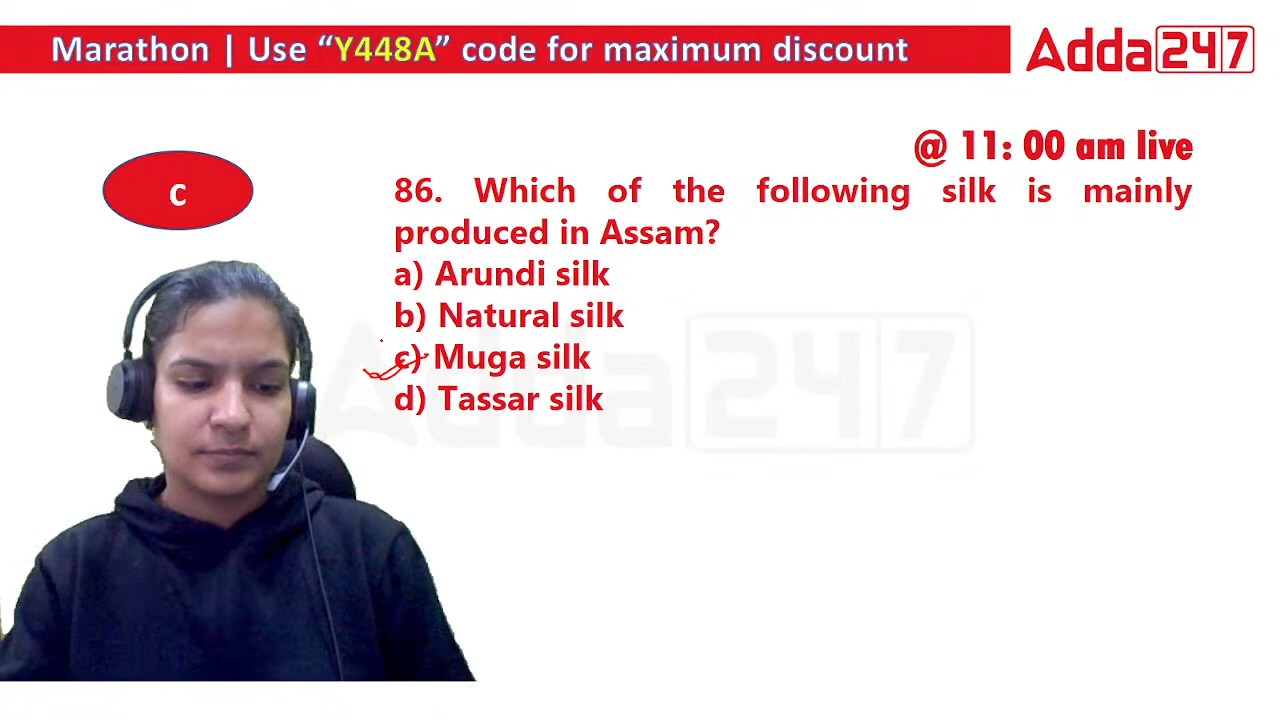 Marathon | Use “Y448A” code for maximum discount
Adda247
@ 11: 00 am live
C
86. Which of the following silk is mainly
produced in Assam?
a) Arundi silk
b) Natural silk
c) Muga silk
d) Tassar silk
Adda247